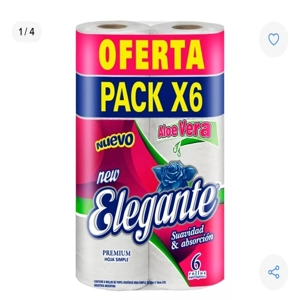 1 / 4
OFERTA
PACK X6
Aloe Vera
NUEVO
new
Elegante
Suavidad
& absorción
PREMIUM
HOJA SIMPLE
6